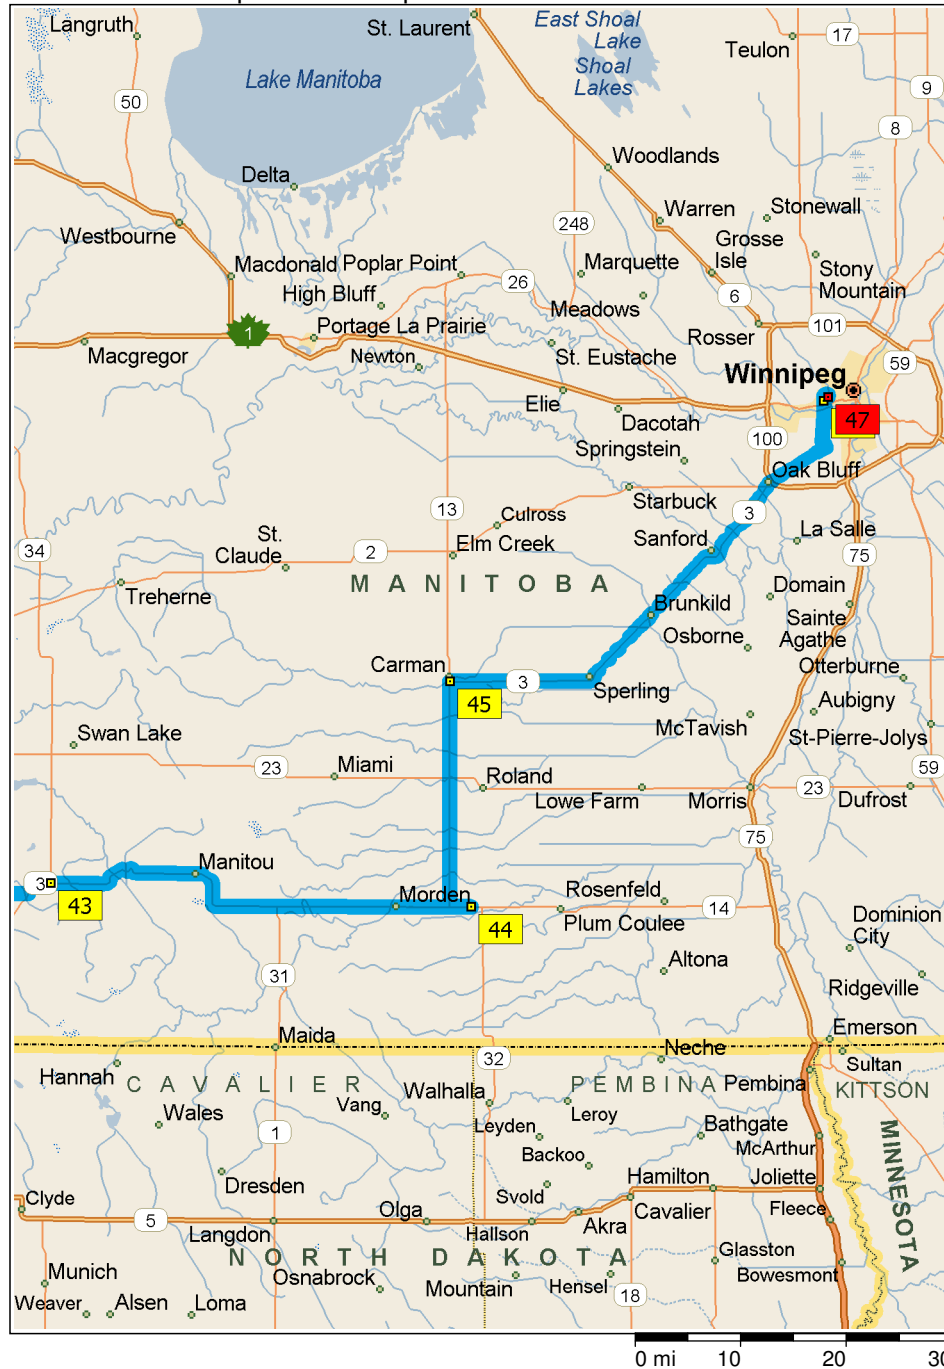 Langruth
St. Laurent
East Shoal
Lake
Shoal
Lakes
Teulon
17
Lake Manitoba
50
9
8
Woodlands
Delta
Westbourne
248
Warren
Stonewall
Grosse
Isle
Stony
Mountain
Macdonald
Poplar Point
High Bluff
26
Marquette
Meadows
6
1
Portage La Prairie
Rosser
101
Macgregor
Newton
St. Eustache
59
Winnipeg
Elie
Dacotah
47
100
Springstein
Oak Bluff
Starbuck
13
Culross
3
34
St.
Claude
2
Elm Creek
Sanford
La Salle
75
MANITOBA
Treherne
Domain
Brunkild
Sainte
Agathe
Osborne
Carman
3
Sperling
Otterburne
45
Aubigny
McTavish
St-Pierre-Jolys
Swan Lake
23
Miami
Roland
59
Lowe Farm
Morris
23
Dufrost
75
Manitou
3
43
Morden
Rosenfeld
14
44
Plum Coulee
Dominion
City
31
Altona
Ridgeville
Maida
Emerson
32
Neche
Sultan
Hannah
CAVALIER
Walhalla
PEMBINA
Pembina
KITTSON
Wales
Vang
Leroy
Leyden
Bathgate
1
McArthur
Backoo
MINNESOTA
Dresden
Svold
Hamilton
Joliette
Clyde
5
Olga
Cavalier
Fleece
Langdon
Hallson
Akra
NORTH DAKOTA
Glasston
Munich
Osnabrock
Mountain
Hensel
Bowesmont
Weaver
Alsen
Loma
18
0 mi
10
20